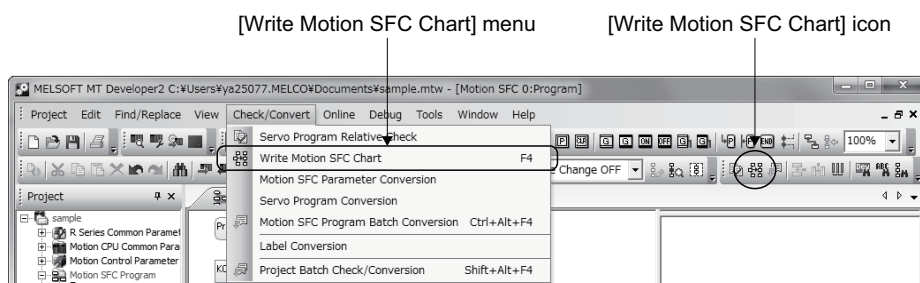 [Write Motion SFC Chart] menu
[Write Motion SFC Chart] icon
MELSOFT MT Developer2 C:¥Users¥ya25077.MELCO¥Documents¥sample.mtw - [Motion SFC 0:Program]
Project Edit Find/Replace View Check/Convert Online Debug Tools Window Help
Servo Program Relative Check
100%
Write Motion SFC Chart F4
Change OFF
Motion SFC Parameter Conversion
Project
Servo Program Conversion
sample
R Series Common Paramet
Motion SFC Program Batch Conversion Ctrl+Alt+F4
Pr
Motion CPU Common Para
Label Conversion
Motion Control Parameter
Motion SFC Program
Project Batch Check/Conversion Shift+Alt+F4